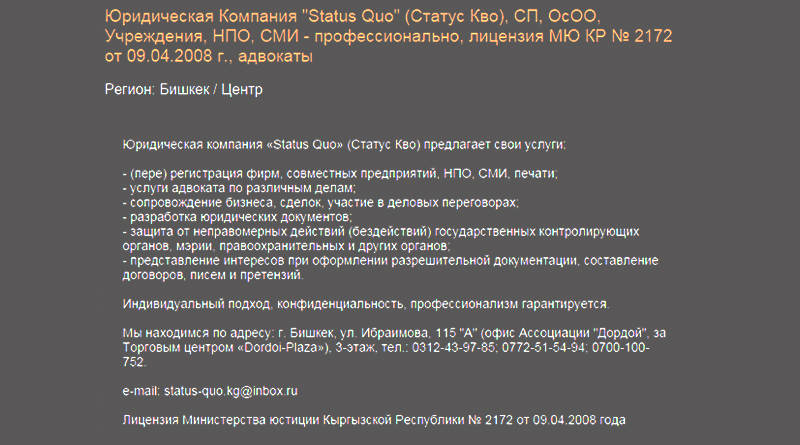 Юридическая Компания "Status Quo" (Статус Кво), СП, ОсОО,
Учреждения, НПО, СМИ - профессионально, лицензия МЮ КР № 2172
от 09.04.2008 г., адвокаты
Регион: Бишкек / Центр
Юридическая компания «Status Quo» (Статус Кво) предлагает свои услуги:
- (пере) регистрация фирм, совместных предприятий, НПО, СМИ, печати;
- услуги адвоката по различным делам;
- сопровождение бизнеса, сделок, участие в деловых переговорах;
- разработка юридических документов;
- защита от неправомерных действий (бездействий) государственных контролирующих
органов, мэрии, правоохранительных и других органов;
- представление интересов при оформлении разрешительной документации, составление
договоров, писем и претензий.
Индивидуальный подход, конфиденциальность, профессионализм гарантируется.
Мы находимся по адресу: г. Бишкек, ул. Ибраимова, 115 "А" (офис Ассоциации "Дордой", за
Торговым центром «Dordoi-Plaza»), 3-этаж, тел.: 0312-43-97-85; 0772-51-54-94; 0700-100-
752.
e-mail: status-quo.kg@inbox.ru
Лицензия Министерства юстиции Кыргызской Республики № 2172 от 09.04.2008 года